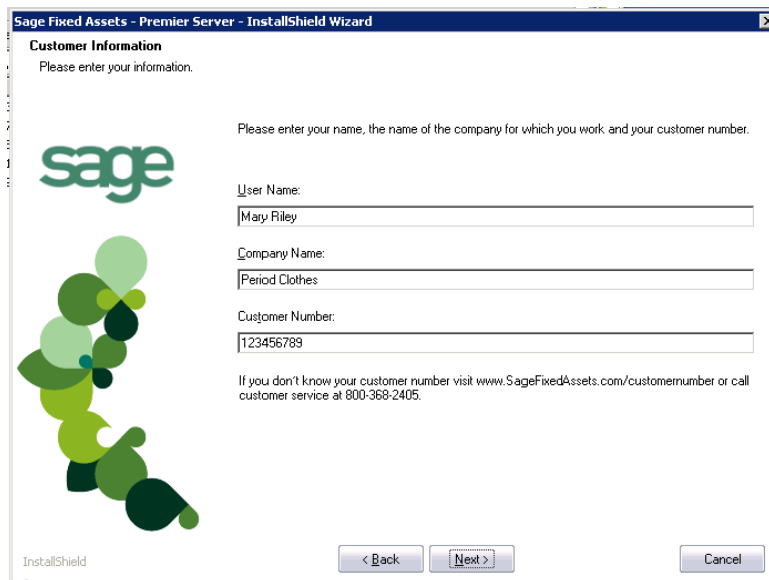 Sage Fixed Assets - Premier Server - InstallShield Wizard
Customer Information
Please enter your information.
Please enter your name, the name of the company for which you work and your customer number.
sage
User Name:
Mary Riley
Company Name:
Period Clothes
Customer Number:
123456789
If you don't know your customer number visit www.SageFixedAssets.com/customernumber or call
customer service at 800-368-2405.
InstallShield
< Back
Next >
Cancel